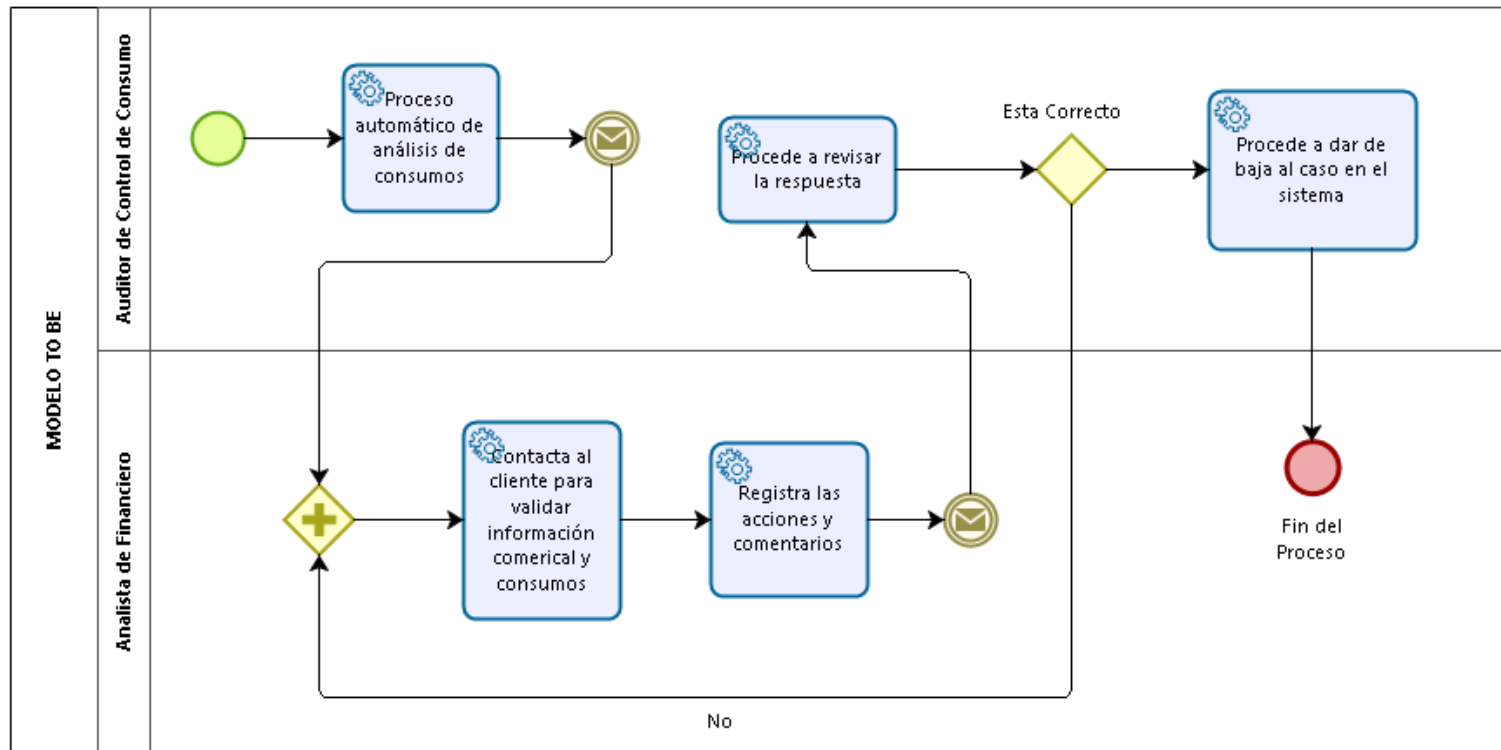 MODELO TO BE
Auditor de Control de Consumo
Proceso
automático de
análisis de
consumos
Procede a revisar
la respuesta
Esta Correcto
Procede a dar de
baja al caso en el
sistema
Analista de Financiero
Contacta al
cliente para
validar
información
comerical y
consumos
Registra las
acciones y
comentarios
Fin del
Proceso
No